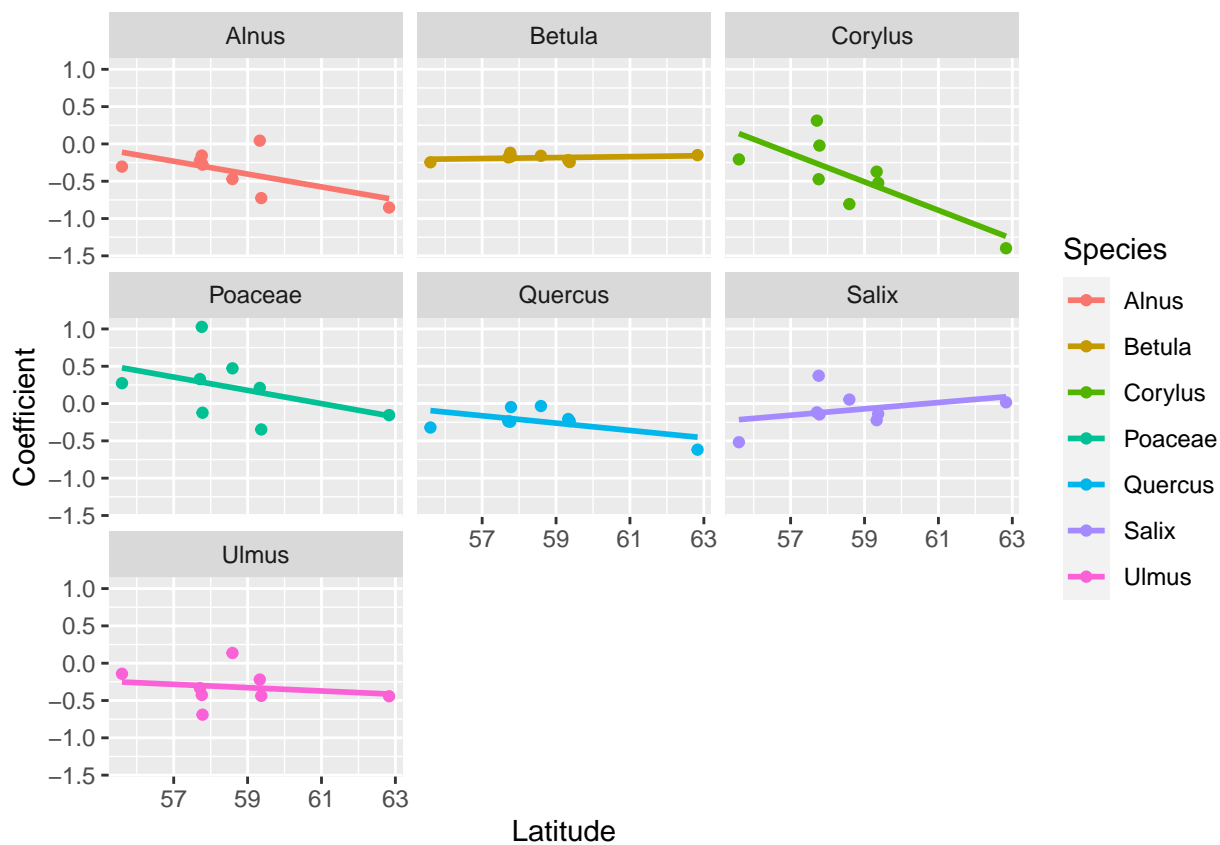 Alnus Betula Corylus
1.0
0.5
0.0
−0.5
−1.0
−1.5
Poaceae Quercus Salix
1.0
0.5
0.0
−0.5
−1.0
−1.5
57 59 61 63 57 59 61 63
Ulmus
1.0
0.5
0.0
−0.5
−1.0
−1.5
57 59 61 63
Latitude
Coefficient
Species
Alnus
Betula
Corylus
Poaceae
Quercus
Salix
Ulmus